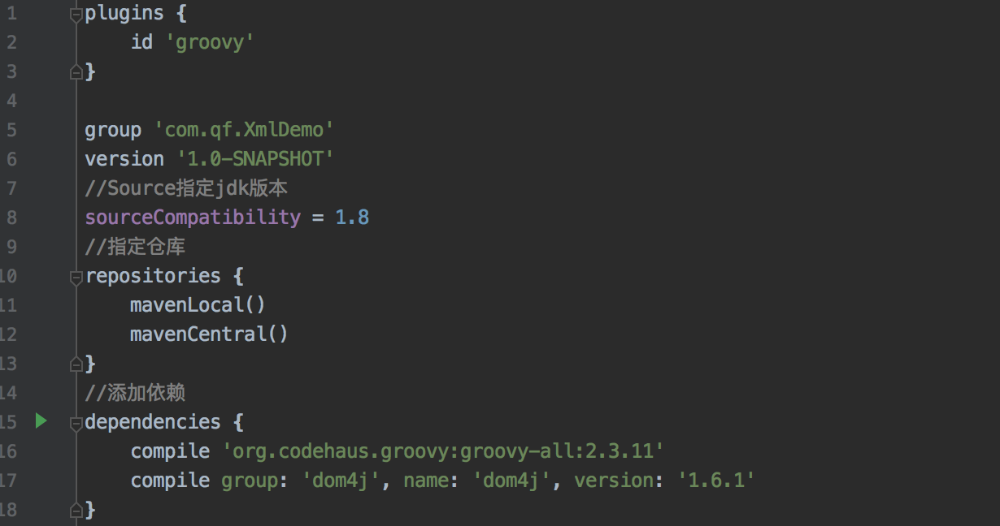 1 plugins {
2     id 'groovy'
3 }
4
5 group 'com.qf.XmlDemo'
6 version '1.0-SNAPSHOT'
7 //Source指定jdk版本
8 sourceCompatibility = 1.8
9 //指定仓库
10 repositories {
11     mavenLocal()
12     mavenCentral()
13 }
14 //添加依赖
15 dependencies {
16     compile 'org.codehaus.groovy:groovy-all:2.3.11'
17     compile group: 'dom4j', name: 'dom4j', version: '1.6.1'
18 }